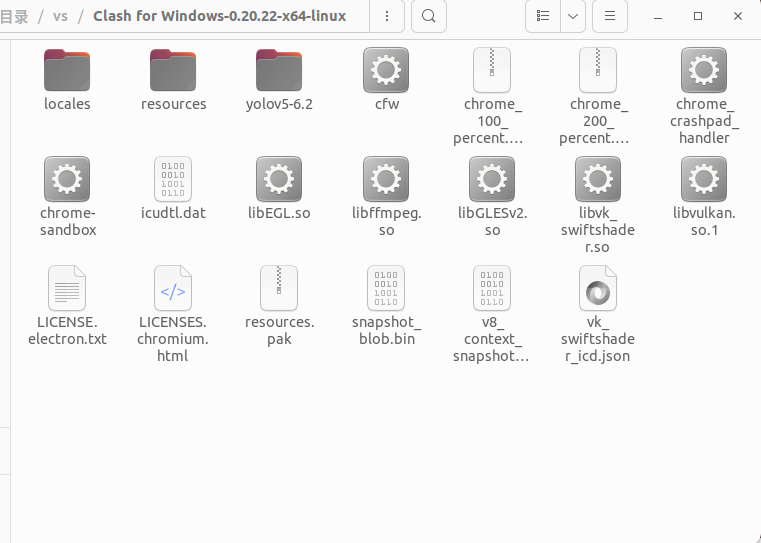 目录 / vs / Clash for Windows-0.20.22-x64-linux
locales
resources
yolov5-6.2
cfw
chrome_
100_
percent.…
chrome_
200_
percent.…
chrome_
crashpad_
handler
chrome-
sandbox
icudtl.dat
libEGL.so
libffmpeg.
so
libGLESv2.
so
libvk_
swiftshade
r.so
libvulkan.
so.1
LICENSE.
electron.txt
LICENSES.
chromium.
html
resources.
pak
snapshot_
blob.bin
v8_
context_
snapshot…
vk_
swiftshade
r_icd.json